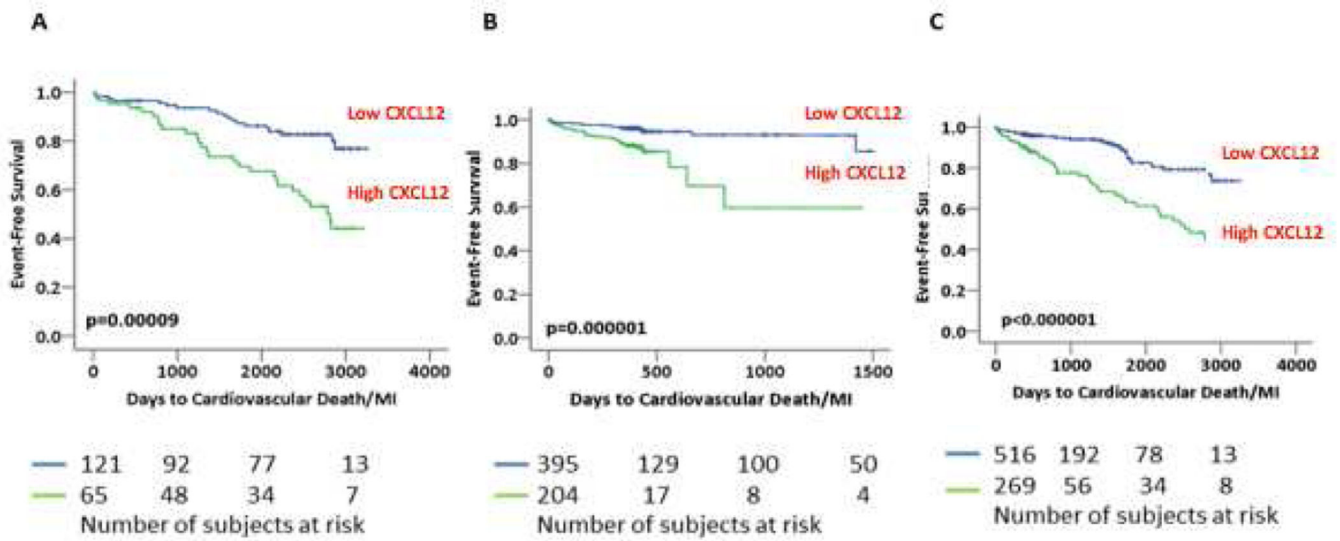 A
Event-Free Survival
1.0
0.8
0.6
0.4
0.2
0.0
Low CXCL12
High CXCL12
p=0.00009
0 1000 2000 3000 4000
Days to Cardiovascular Death/MI
121 92 77 13
65 48 34 7
Number of subjects at risk
B
Event-Free Survival
1.0
0.8
0.6
0.4
0.2
0.0
Low CXCL12
High CXCL12
p=0.000001
0 500 1000 1500
Days to Cardiovascular Death/MI
395 129 100 50
204 17 8 4
Number of subjects at risk
C
Event-Free
1.0
0.8
0.6
0.4
0.2
0.0
Low CXCL12
High CXCL12
p<0.000001
0 1000 2000 3000 4000
Days to Cardiovascular Death/MI
516 192 78 13
269 56 34 8
Number of subjects at risk